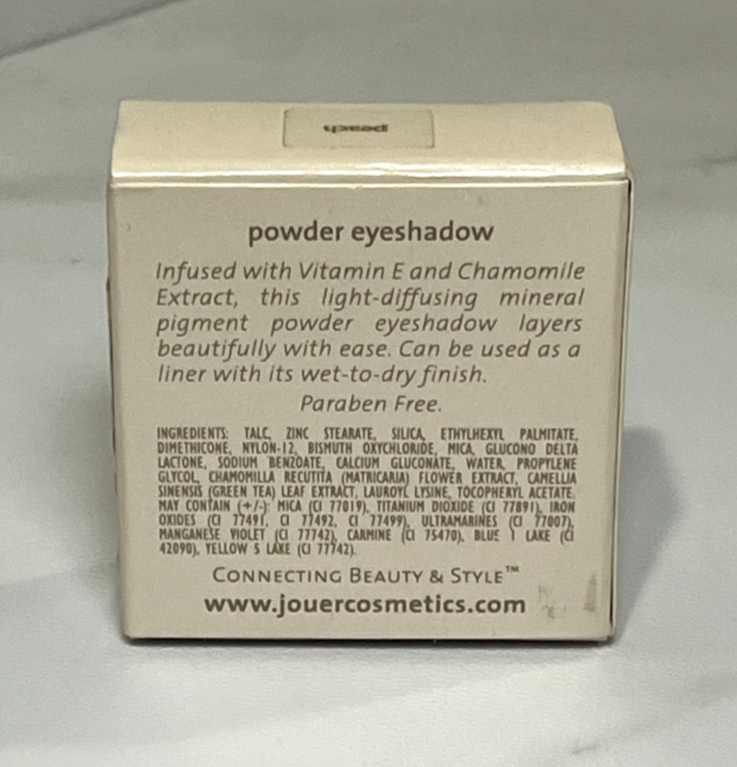 peach
powder eyeshadow
Infused with Vitamin E and Chamomile
Extract, this light-diffusing mineral
pigment powder eyeshadow layers
beautifully with ease. Can be used as a
liner with its wet-to-dry finish.
Paraben Free.
INGREDIENTS: TALC, ZINC STEARATE, SILICA, ETHYLHEXYL PALMITATE,
DIMETHICONE, NYLON-12, BISMUTH OXYCHLORIDE, MICA, GLUCONO DELTA
LACTONE, SODIUM BENZOATE, CALCIUM GLUCONATE, WATER, PROPYLENE
GLYCOL, CHAMOMILLA RECUTITA (MATRICARIA) FLOWER EXTRACT, CAMELLIA
SINENSIS (GREEN TEA) LEAF EXTRACT, LAUROYL LYSINE, TOCOPHERYL ACETATE.
MAY CONTAIN (+/-): MICA (CI 77019), TITANIUM DIOXIDE (CI 77891), IRON
OXIDES (CI 77491, CI 77492, CI 77499), ULTRAMARINES (CI 77007),
MANGANESE VIOLET (CI 77742), CARMINE (CI 75470), BLUE 1 LAKE (CI
42090), YELLOW 5 LAKE (CI 77742).
CONNECTING BEAUTY & STYLE™
www.jouercosmetics.com